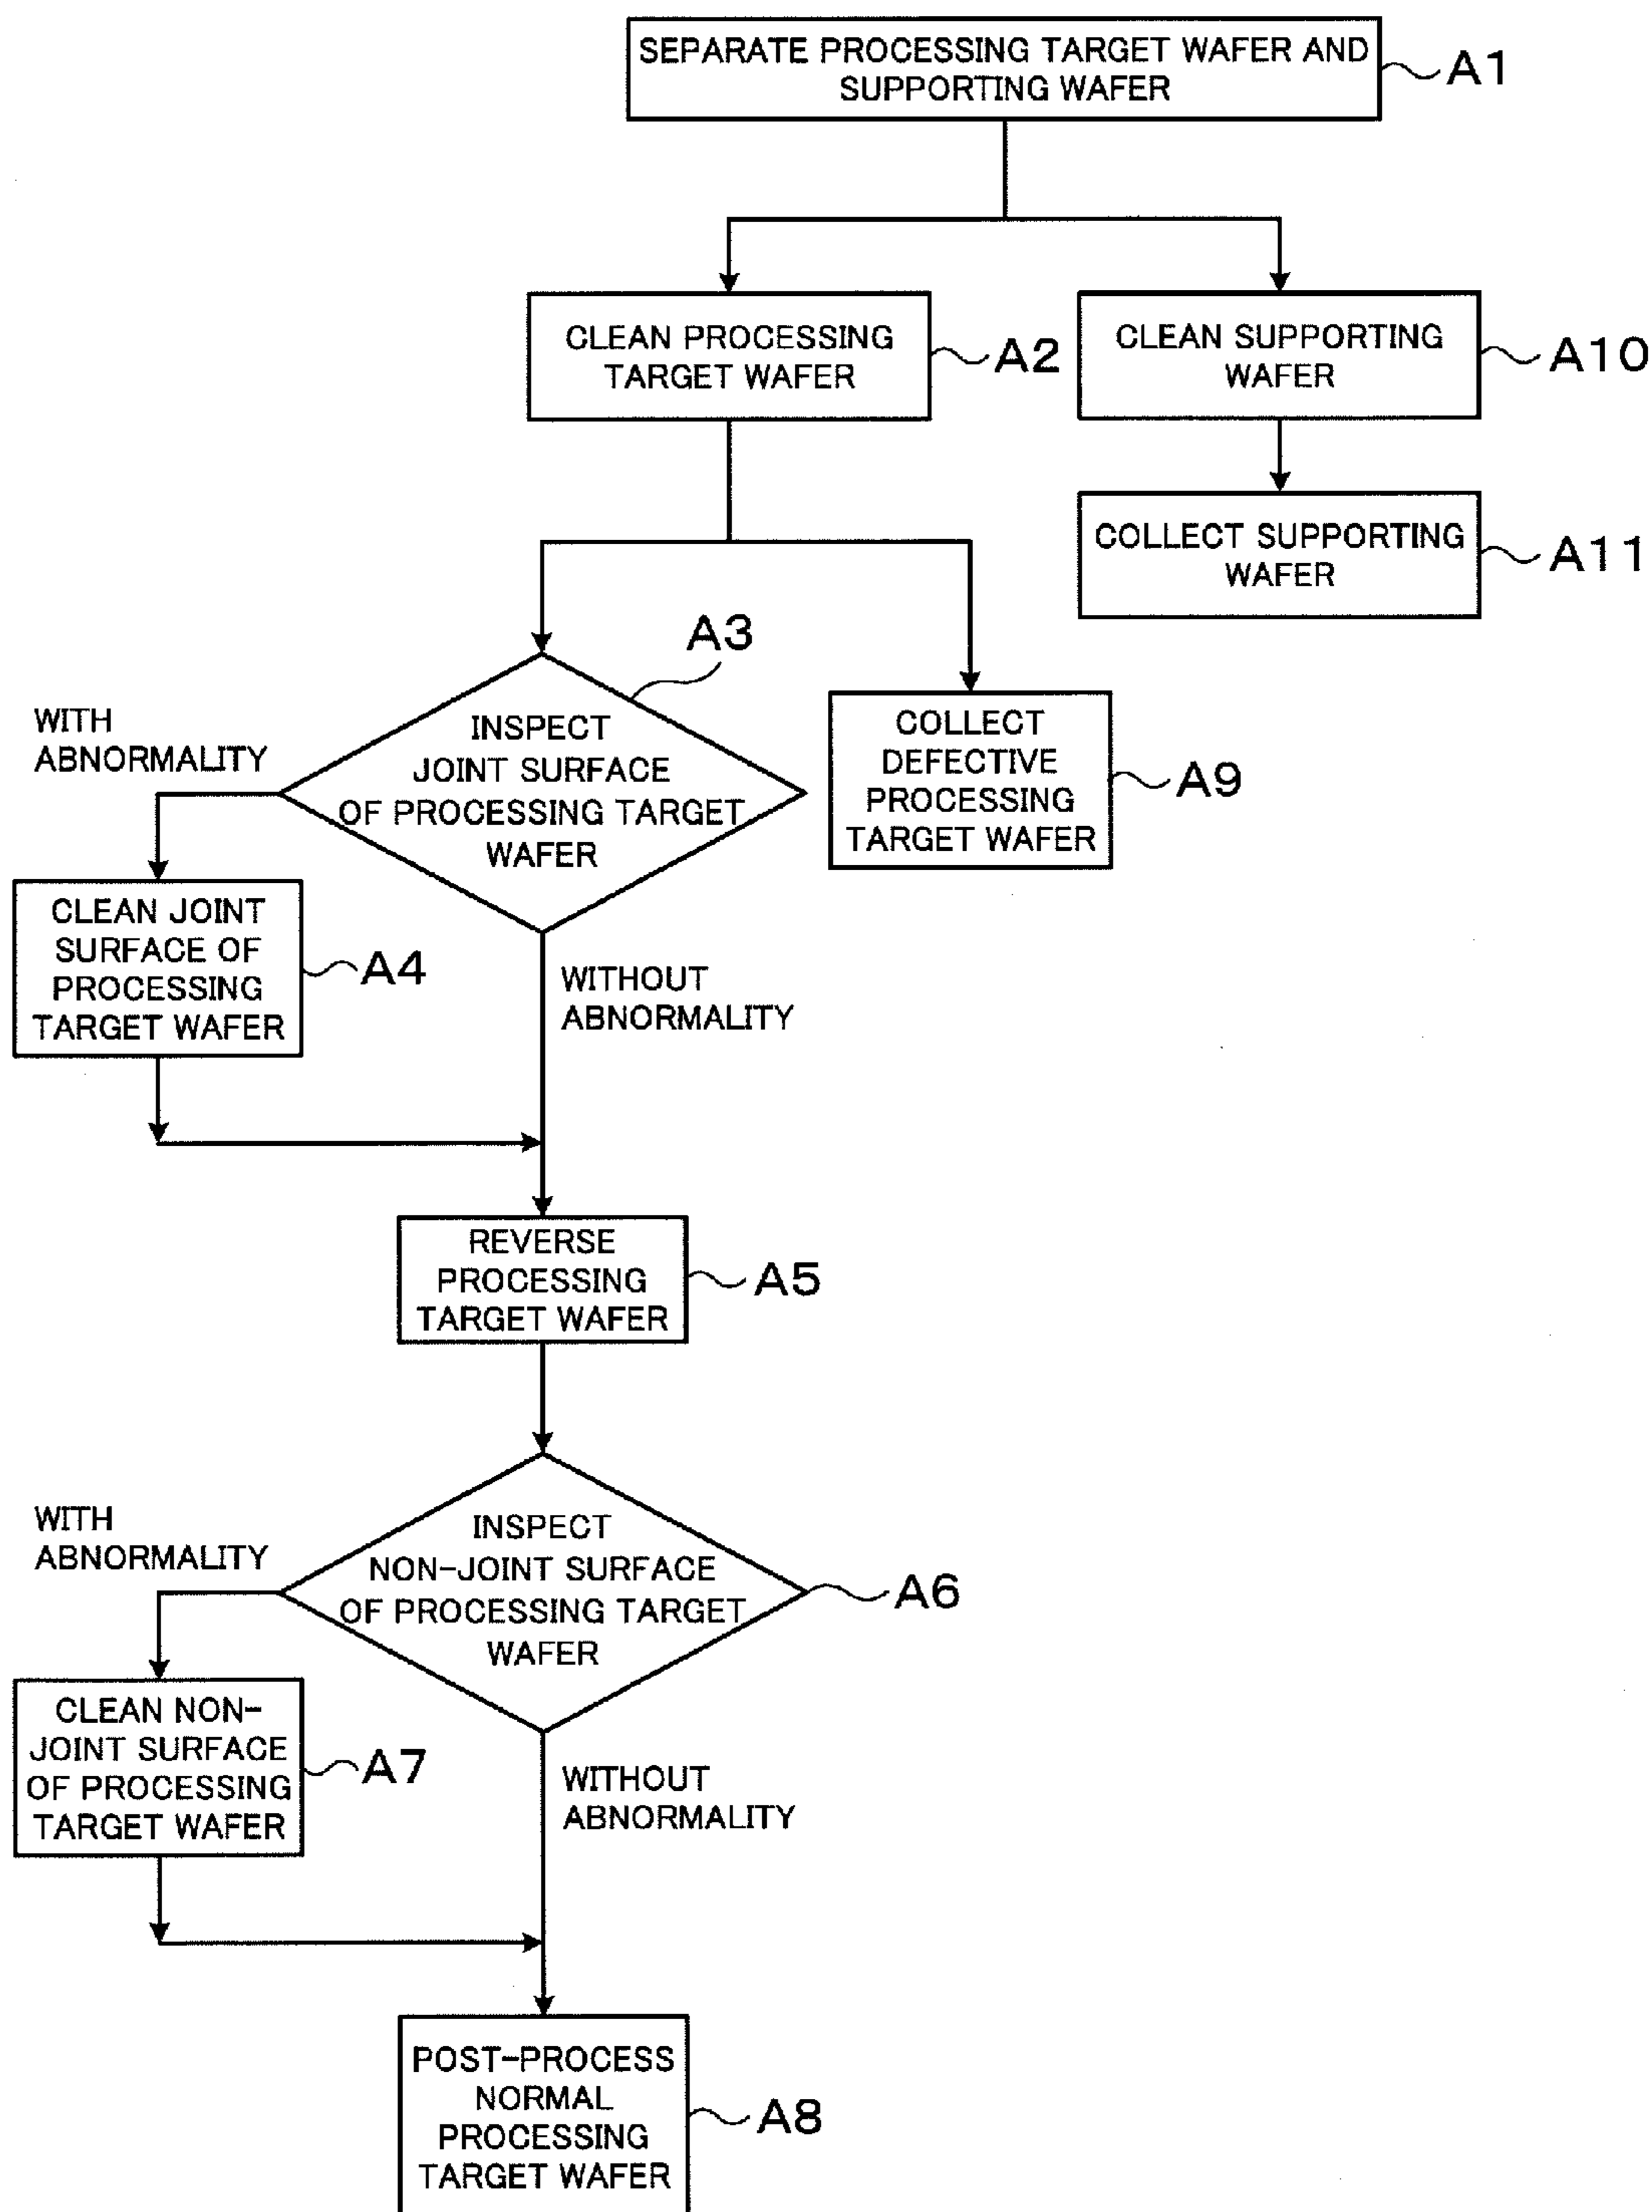 SEPARATE PROCESSING TARGET WAFER AND
SUPPORTING WAFER
A1
CLEAN PROCESSING
TARGET WAFER
A2
CLEAN SUPPORTING
WAFER
A10
COLLECT SUPPORTING
WAFER
A11
A3
INSPECT
JOINT SURFACE
OF PROCESSING TARGET
WAFER
WITH
ABNORMALITY
COLLECT
DEFECTIVE
PROCESSING
TARGET WAFER
A9
CLEAN JOINT
SURFACE OF
PROCESSING
TARGET WAFER
A4
WITHOUT
ABNORMALITY
REVERSE
PROCESSING
TARGET WAFER
A5
WITH
ABNORMALITY
INSPECT
NON-JOINT SURFACE
OF PROCESSING TARGET
WAFER
A6
CLEAN NON-
JOINT SURFACE
OF PROCESSING
TARGET WAFER
A7
WITHOUT
ABNORMALITY
POST-PROCESS
NORMAL
PROCESSING
TARGET WAFER
A8